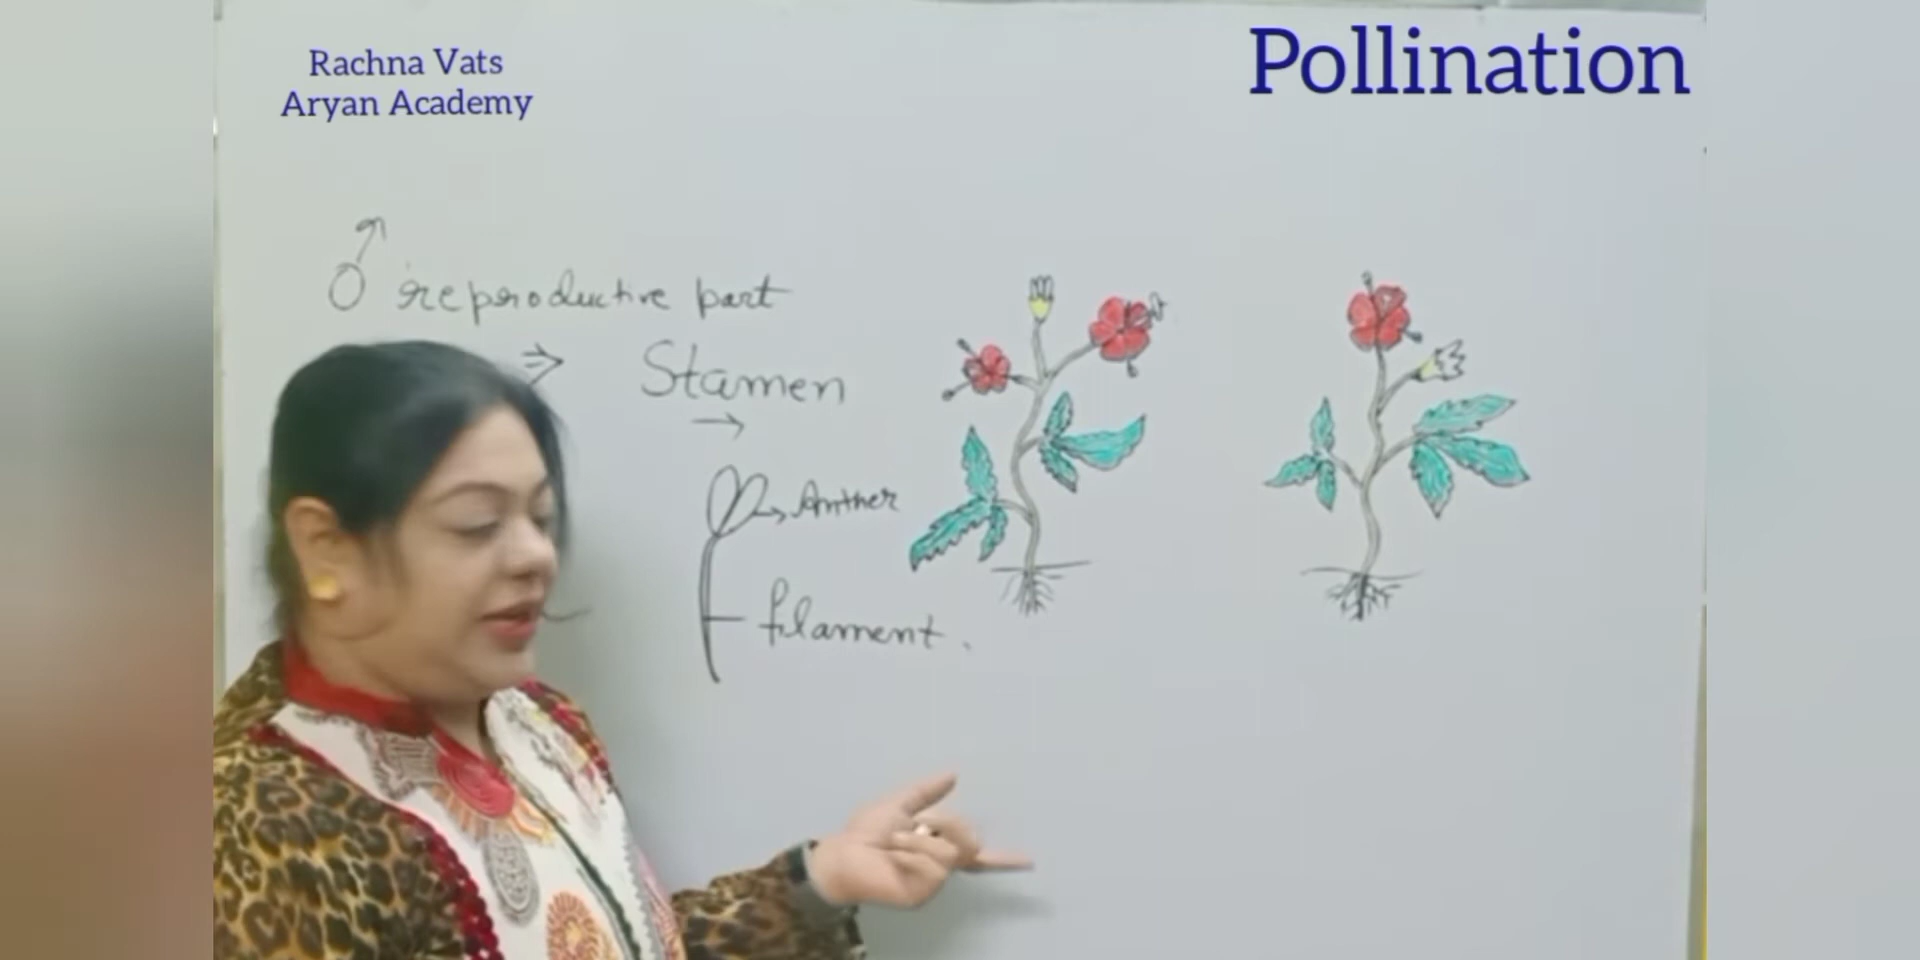 Rachna Vats
Aryan Academy
Pollination
♂ reproductive part
⇒ Stamen
→
→ Anther
filament.